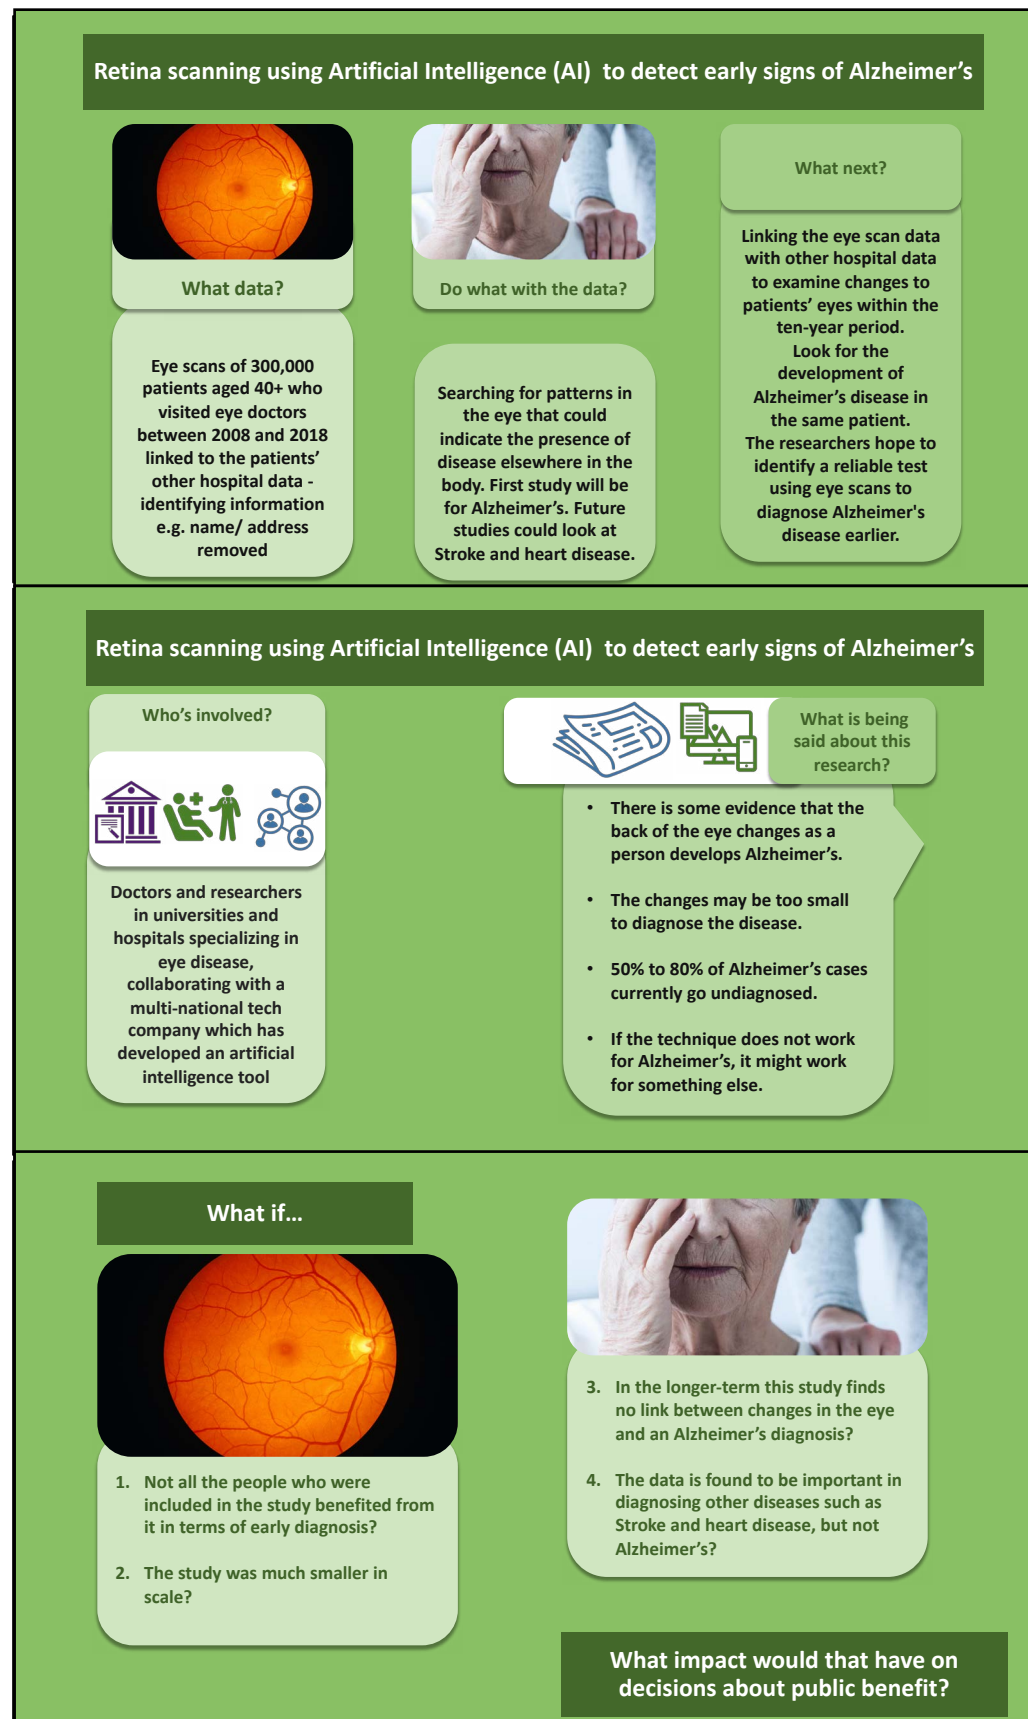 Retina scanning using Artificial Intelligence (AI) to detect early signs of Alzheimer's
What data?
Eye scans of 300,000
patients aged 40+ who
visited eye doctors
between 2008 and 2018
linked to the patients'
other hospital data -
identifying information
e.g. name/ address
removed
Do what with the data?
Searching for patterns in
the eye that could
indicate the presence of
disease elsewhere in the
body. First study will be
for Alzheimer's. Future
studies could look at
Stroke and heart disease.
What next?
Linking the eye scan data
with other hospital data
to examine changes to
patients' eyes within the
ten-year period.
Look for the
development of
Alzheimer's disease in
the same patient.
The researchers hope to
identify a reliable test
using eye scans to
diagnose Alzheimer's
disease earlier.
Retina scanning using Artificial Intelligence (AI) to detect early signs of Alzheimer's
Who's involved?
Doctors and researchers
in universities and
hospitals specializing in
eye disease,
collaborating with a
multi-national tech
company which has
developed an artificial
intelligence tool
What is being
said about this
research?
• There is some evidence that the
back of the eye changes as a
person develops Alzheimer's.
• The changes may be too small
to diagnose the disease.
• 50% to 80% of Alzheimer's cases
currently go undiagnosed.
• If the technique does not work
for Alzheimer's, it might work
for something else.
What if...
1. Not all the people who were
included in the study benefited from
it in terms of early diagnosis?
2. The study was much smaller in
scale?
3. In the longer-term this study finds
no link between changes in the eye
and an Alzheimer's diagnosis?
4. The data is found to be important in
diagnosing other diseases such as
Stroke and heart disease, but not
Alzheimer's?
What impact would that have on
decisions about public benefit?